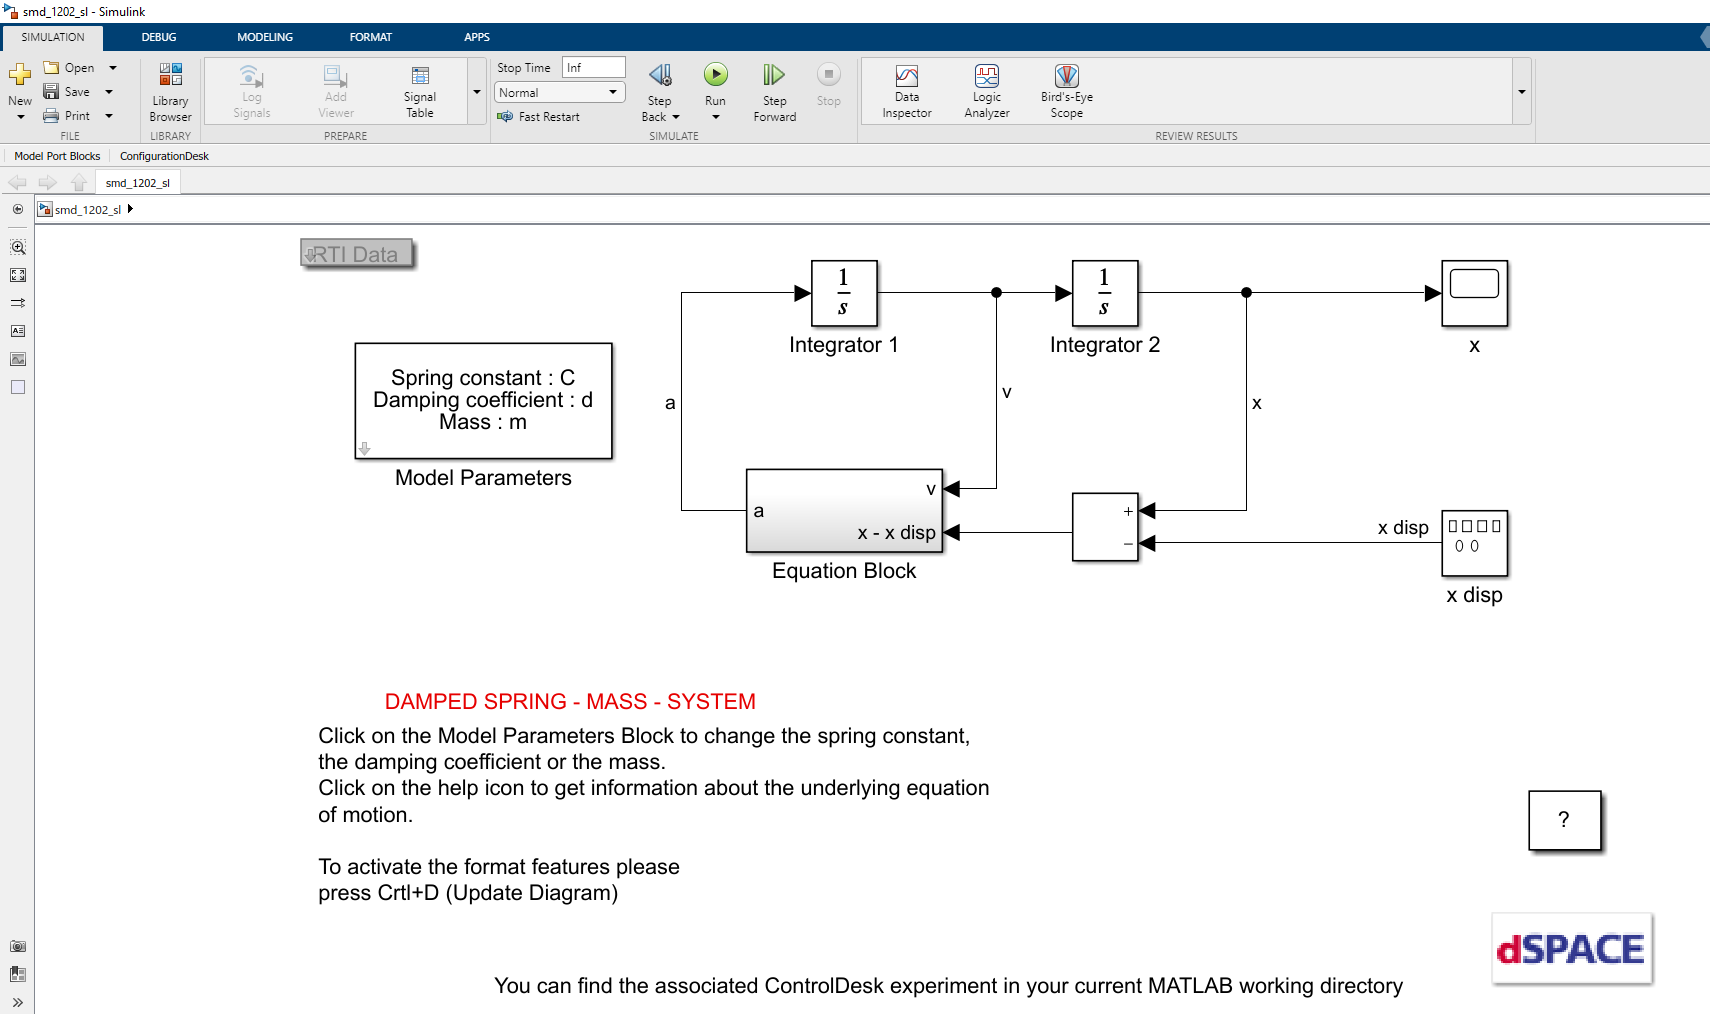 smd_1202_sl - Simulink
SIMULATION DEBUG MODELING FORMAT APPS
New
Open
Save
Print
FILE
Library Browser
LIBRARY
Log Signals
Add Viewer
Signal Table
PREPARE
Stop Time Inf
Normal
Fast Restart
Step Back
Run
Step Forward
Stop
SIMULATE
Data Inspector
Logic Analyzer
Bird's-Eye Scope
REVIEW RESULTS
Model Port Blocks ConfigurationDesk
smd_1202_sl
smd_1202_sl
RTI Data
1
s
Integrator 1
1
s
Integrator 2
x
Spring constant : C
Damping coefficient : d
Mass : m
Model Parameters
a
v
x
v
a
x - x disp
Equation Block
+
−
x disp
x disp
DAMPED SPRING - MASS - SYSTEM
Click on the Model Parameters Block to change the spring constant,
the damping coefficient or the mass.
Click on the help icon to get information about the underlying equation
of motion.
?
To activate the format features please
press Crtl+D (Update Diagram)
dSPACE
You can find the associated ControlDesk experiment in your current MATLAB working directory